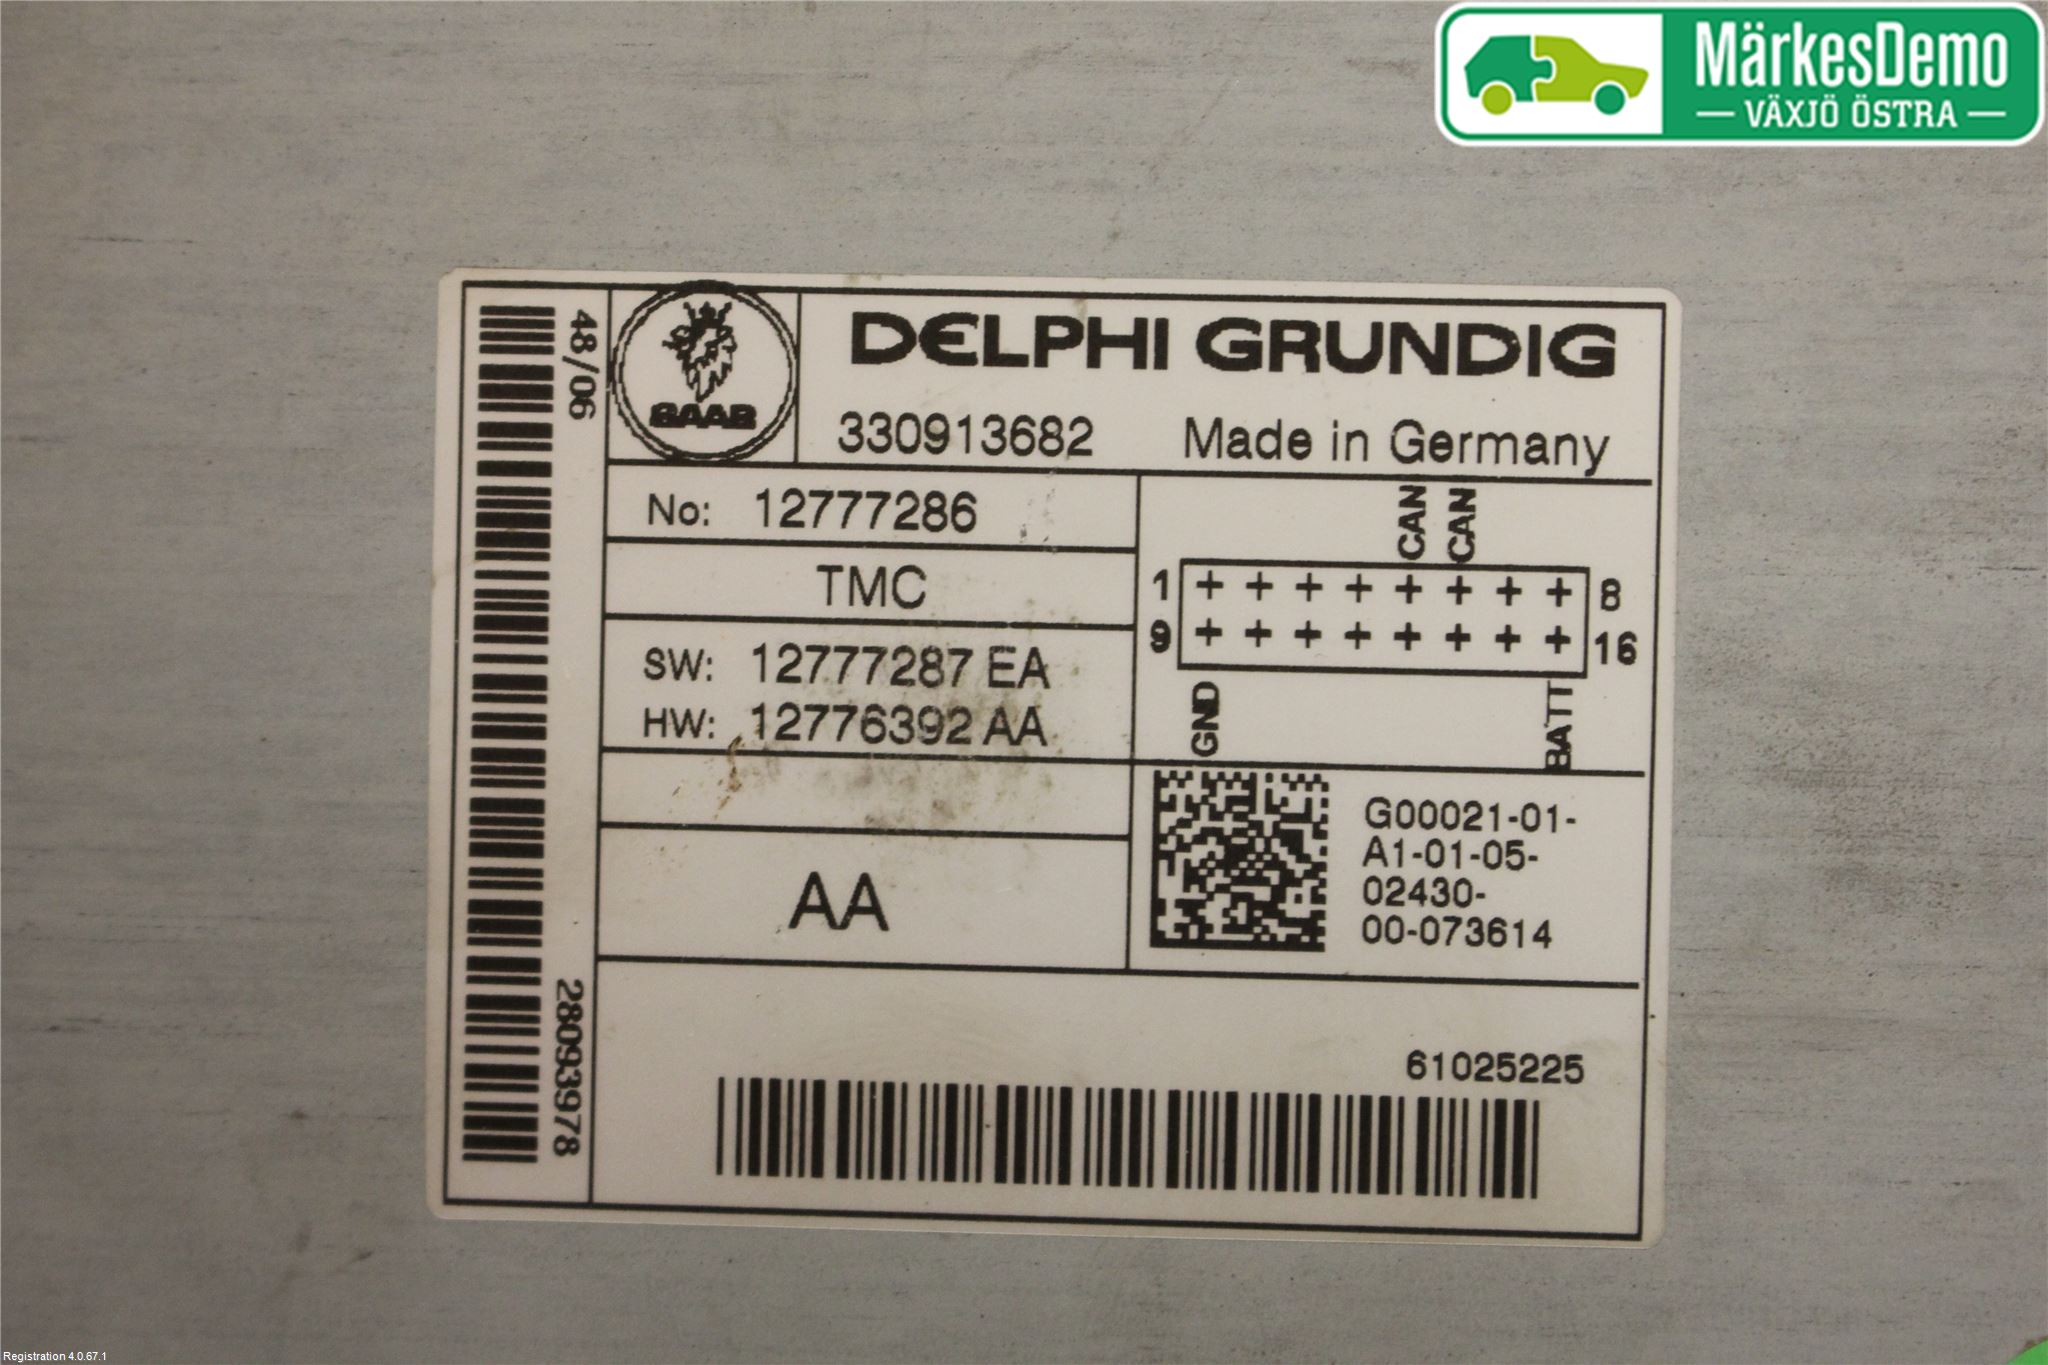 MärkesDemo
VÄXJÖ ÖSTRA
48/06
28093978
SAAB
DELPHI GRUNDIG
330913682 Made in Germany
No: 12777286
TMC
SW: 12777287 EA
HW: 12776392 AA
AA
CAN CAN
1 + + + + + + + + 8
9 + + + + + + + + 16
GND BATT
G00021-01-
A1-01-05-
02430-
00-073614
61025225
Registration 4.0.67.1